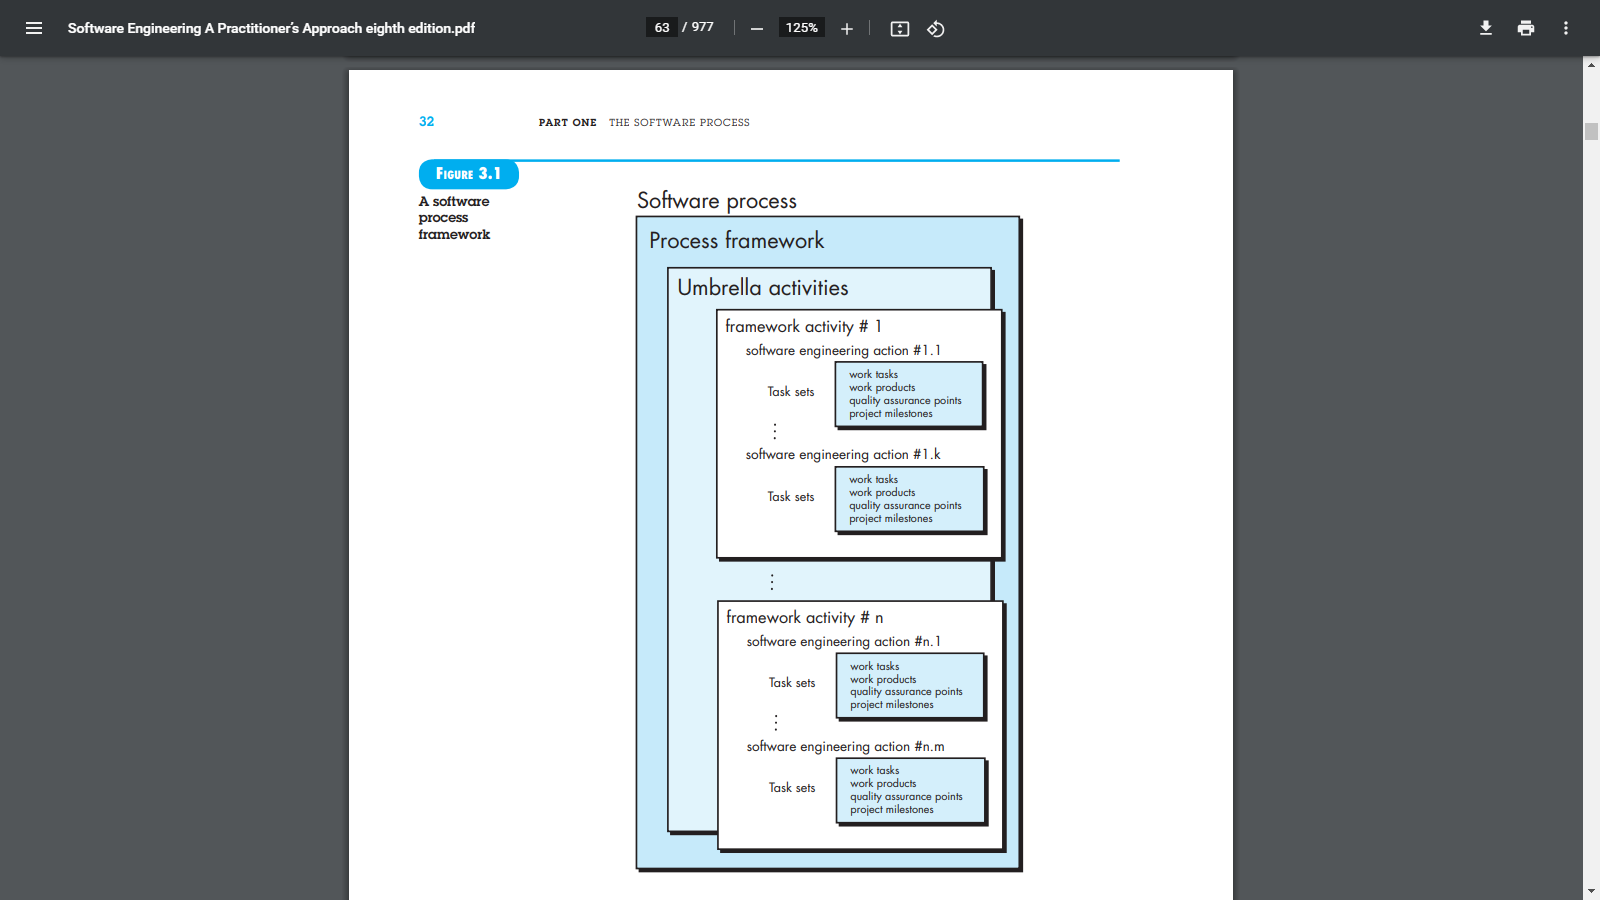 Software Engineering A Practitioner's Approach eighth edition.pdf
63 / 977
125%
32
PART ONE THE SOFTWARE PROCESS
FIGURE 3.1
A software
process
framework
Software process
Process framework
Umbrella activities
framework activity # 1
software engineering action #1.1
Task sets
work tasks
work products
quality assurance points
project milestones
software engineering action #1.k
Task sets
work tasks
work products
quality assurance points
project milestones
framework activity # n
software engineering action #n.1
Task sets
work tasks
work products
quality assurance points
project milestones
software engineering action #n.m
Task sets
work tasks
work products
quality assurance points
project milestones